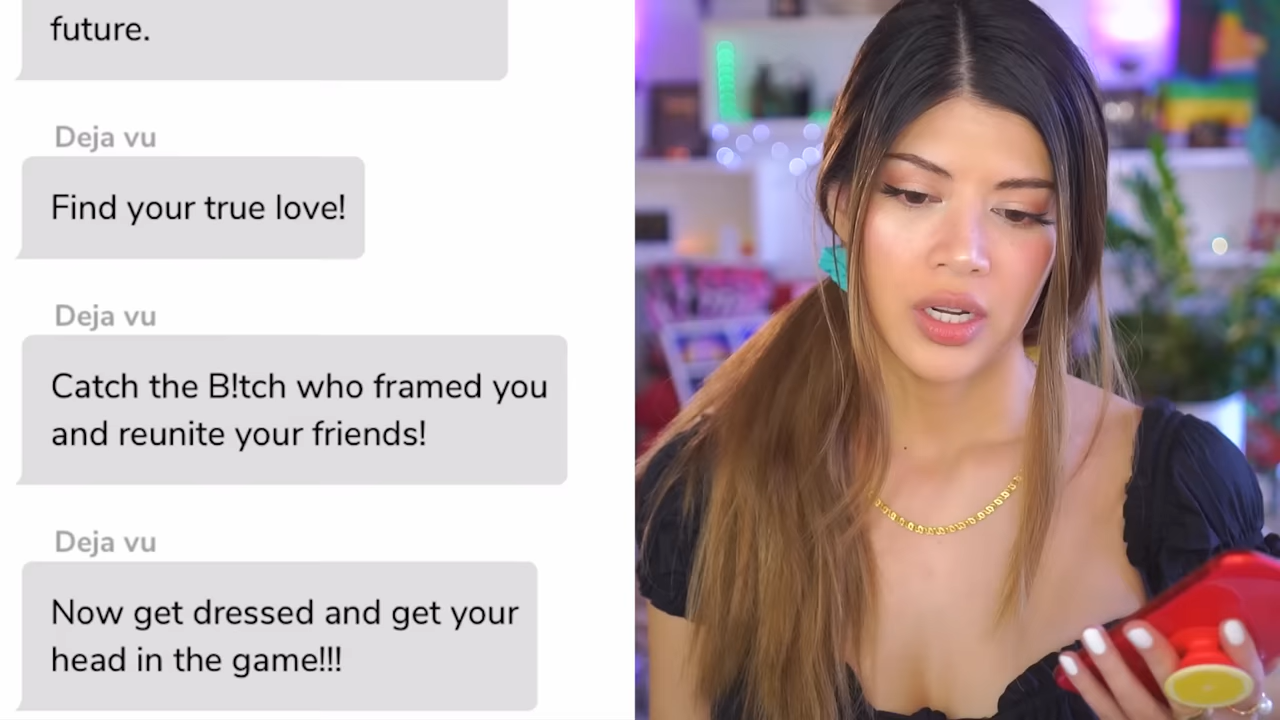 future.
Deja vu
Find your true love!
Deja vu
Catch the B!tch who framed you
and reunite your friends!
Deja vu
Now get dressed and get your
head in the game!!!